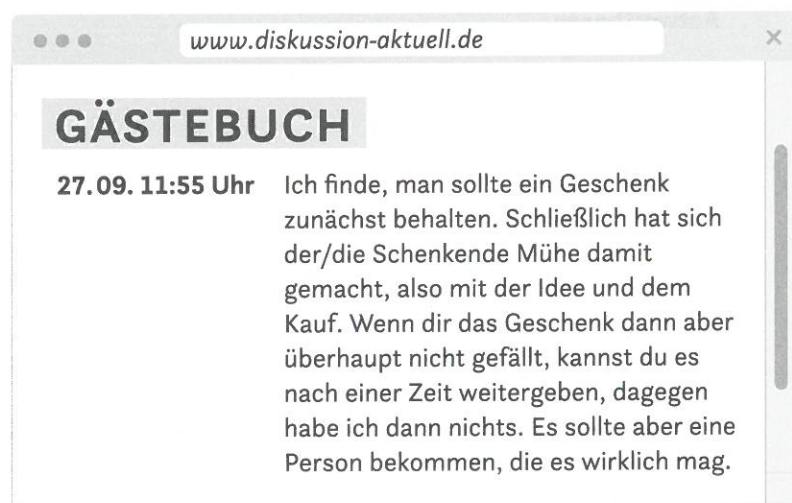 www.diskussion-aktuell.de
GÄSTEBUCH
27.09. 11:55 Uhr Ich finde, man sollte ein Geschenk
zunächst behalten. Schließlich hat sich
der/die Schenkende Mühe damit
gemacht, also mit der Idee und dem
Kauf. Wenn dir das Geschenk dann aber
überhaupt nicht gefällt, kannst du es
nach einer Zeit weitergeben, dagegen
habe ich dann nichts. Es sollte aber eine
Person bekommen, die es wirklich mag.